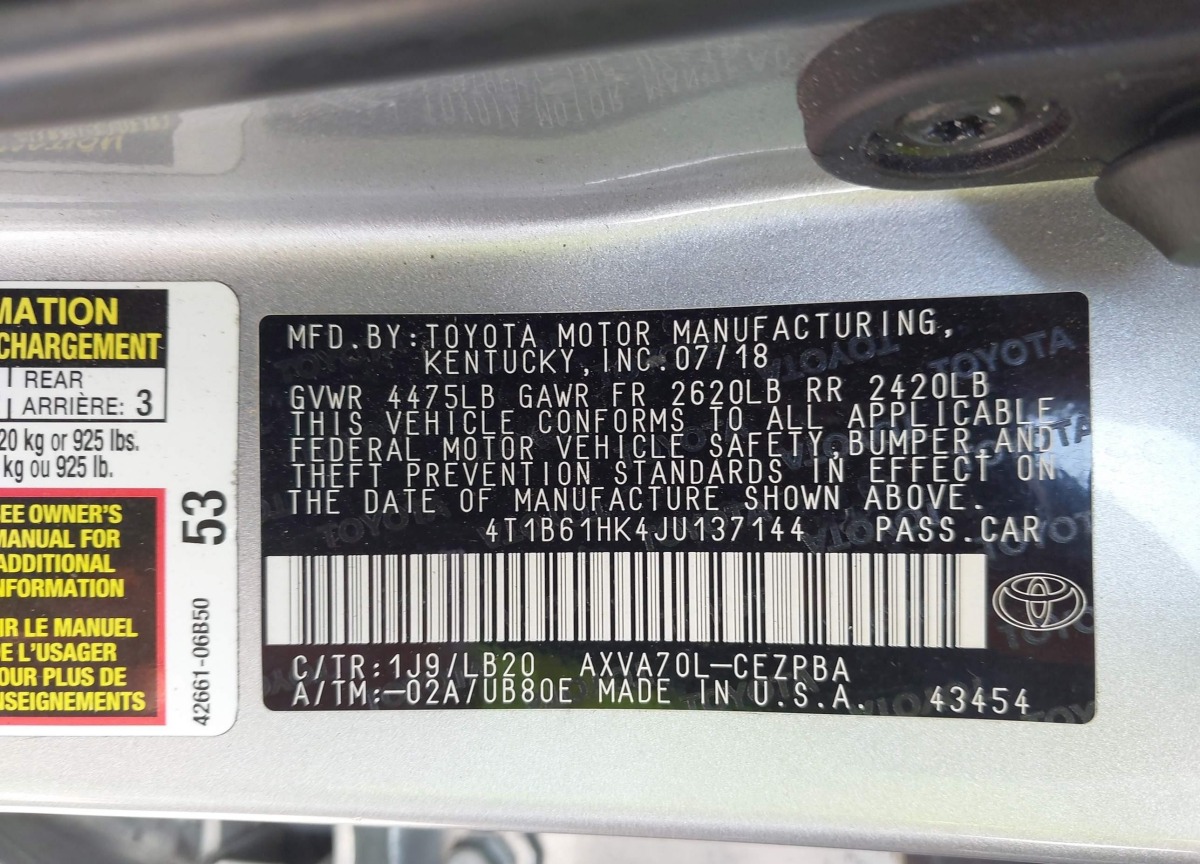 MATION
CHARGEMENT
REAR
ARRIÈRE: 3
20 kg or 925 lbs.
kg ou 925 lb.
EE OWNER'S
MANUAL FOR
ADDITIONAL
NFORMATION
IR LE MANUEL
E L'USAGER
OUR PLUS DE
NSEIGNEMENTS
53
42661-06B50
MFD.BY:TOYOTA MOTOR MANUFACTURING,
KENTUCKY,INC.07/18
GVWR 4475LB GAWR FR 2620LB RR 2420LB
THIS VEHICLE CONFORMS TO ALL APPLICABLE
FEDERAL MOTOR VEHICLE SAFETY,BUMPER,AND
THEFT PREVENTION STANDARDS IN EFFECT ON
THE DATE OF MANUFACTURE SHOWN ABOVE.
4T1B61HK4JU137144 PASS.CAR
C/TR:1J9/LB20 AXVA70L-CEZPBA
A/TM:-02A/UB80E MADE IN U.S.A. 43454